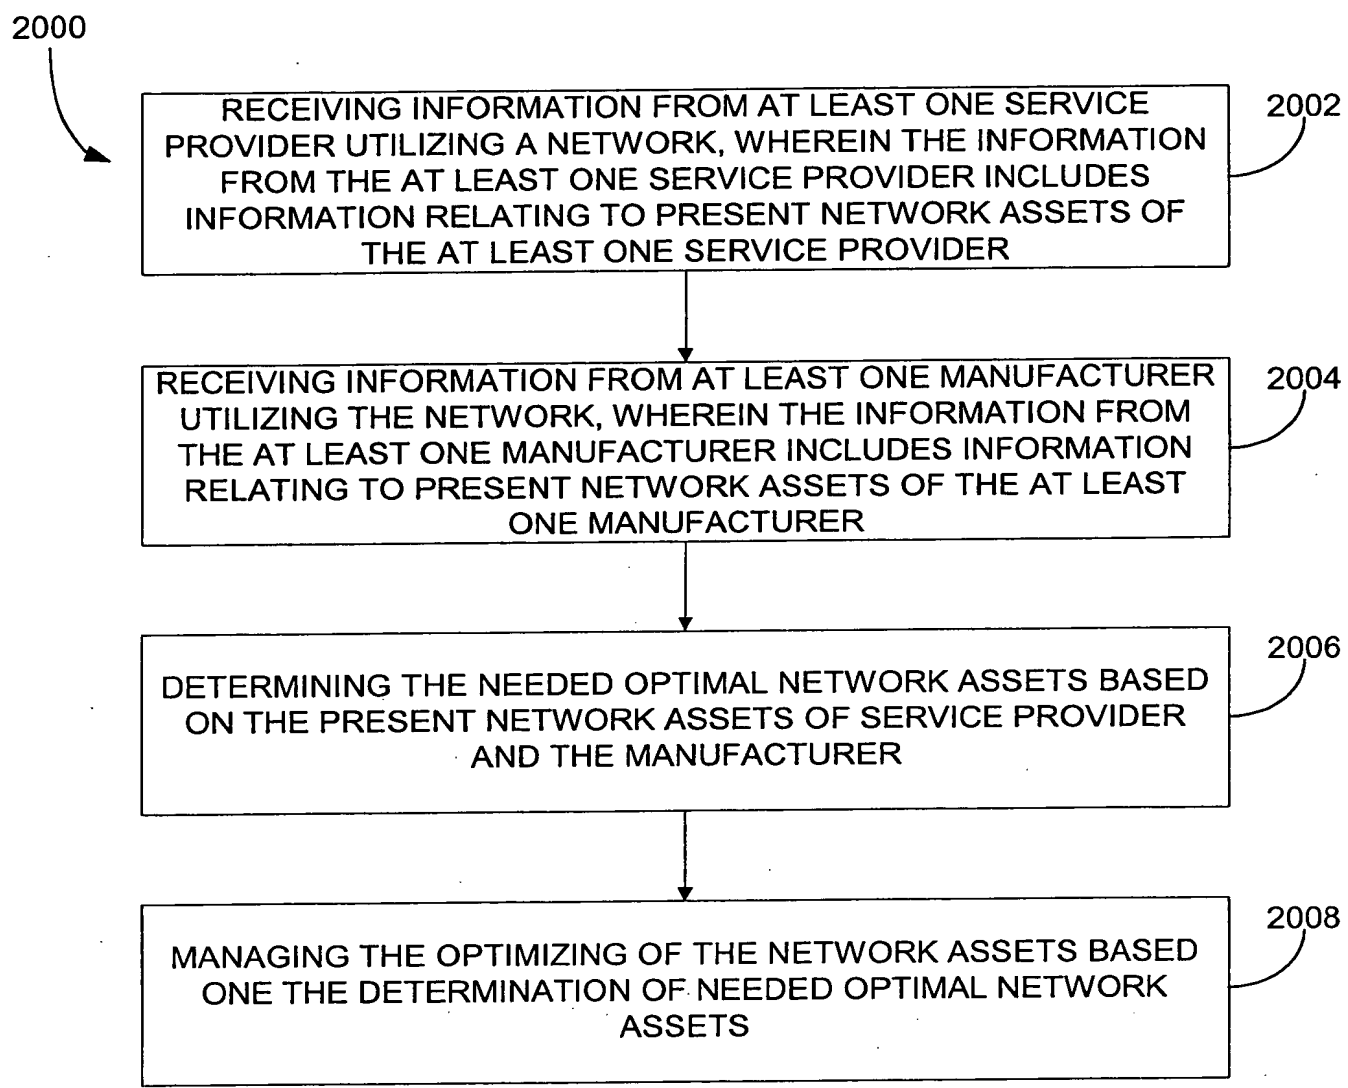 2000
RECEIVING INFORMATION FROM AT LEAST ONE SERVICE
PROVIDER UTILIZING A NETWORK, WHEREIN THE INFORMATION
FROM THE AT LEAST ONE SERVICE PROVIDER INCLUDES
INFORMATION RELATING TO PRESENT NETWORK ASSETS OF
THE AT LEAST ONE SERVICE PROVIDER
2002
RECEIVING INFORMATION FROM AT LEAST ONE MANUFACTURER
UTILIZING THE NETWORK, WHEREIN THE INFORMATION FROM
THE AT LEAST ONE MANUFACTURER INCLUDES INFORMATION
RELATING TO PRESENT NETWORK ASSETS OF THE AT LEAST
ONE MANUFACTURER
2004
DETERMINING THE NEEDED OPTIMAL NETWORK ASSETS BASED
ON THE PRESENT NETWORK ASSETS OF SERVICE PROVIDER
AND THE MANUFACTURER
2006
MANAGING THE OPTIMIZING OF THE NETWORK ASSETS BASED
ONE THE DETERMINATION OF NEEDED OPTIMAL NETWORK
ASSETS
2008